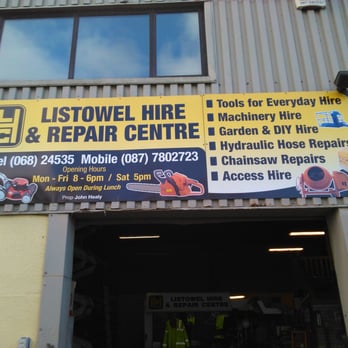 LISTOWEL HIRE
& REPAIR CENTRE
Tel (068) 24535 Mobile (087) 7802723
Opening Hours
Mon - Fri 8 - 6pm / Sat 5pm
Always Open During Lunch
Prop John Healy
■ Tools for Everyday Hire
■ Machinery Hire
■ Garden & DIY Hire
■ Hydraulic Hose Repairs
■ Chainsaw Repairs
■ Access Hire
LISTOWEL HIRE
& REPAIR CENTRE